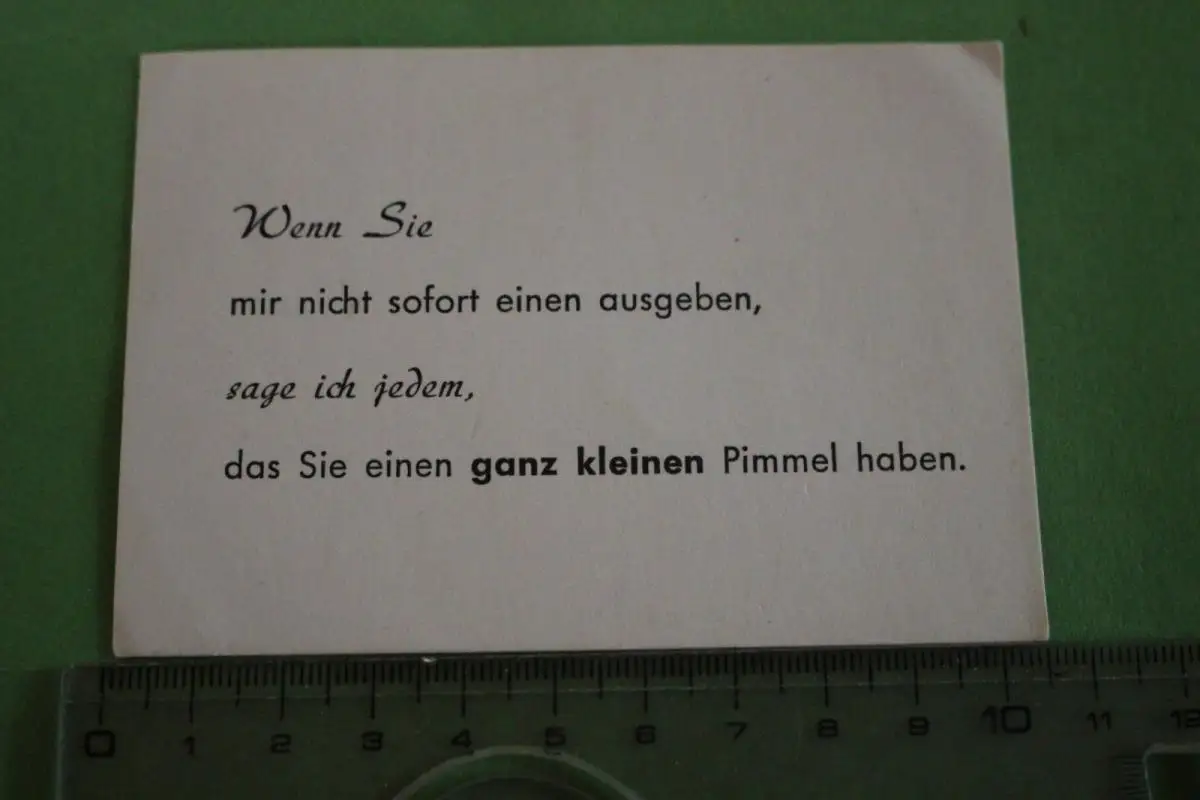 Wenn Sie
mir nicht sofort einen ausgeben,
sage ich jedem,
das Sie einen ganz kleinen Pimmel haben.
0 1 2 3 4 5 6 7 8 9 10 11 12